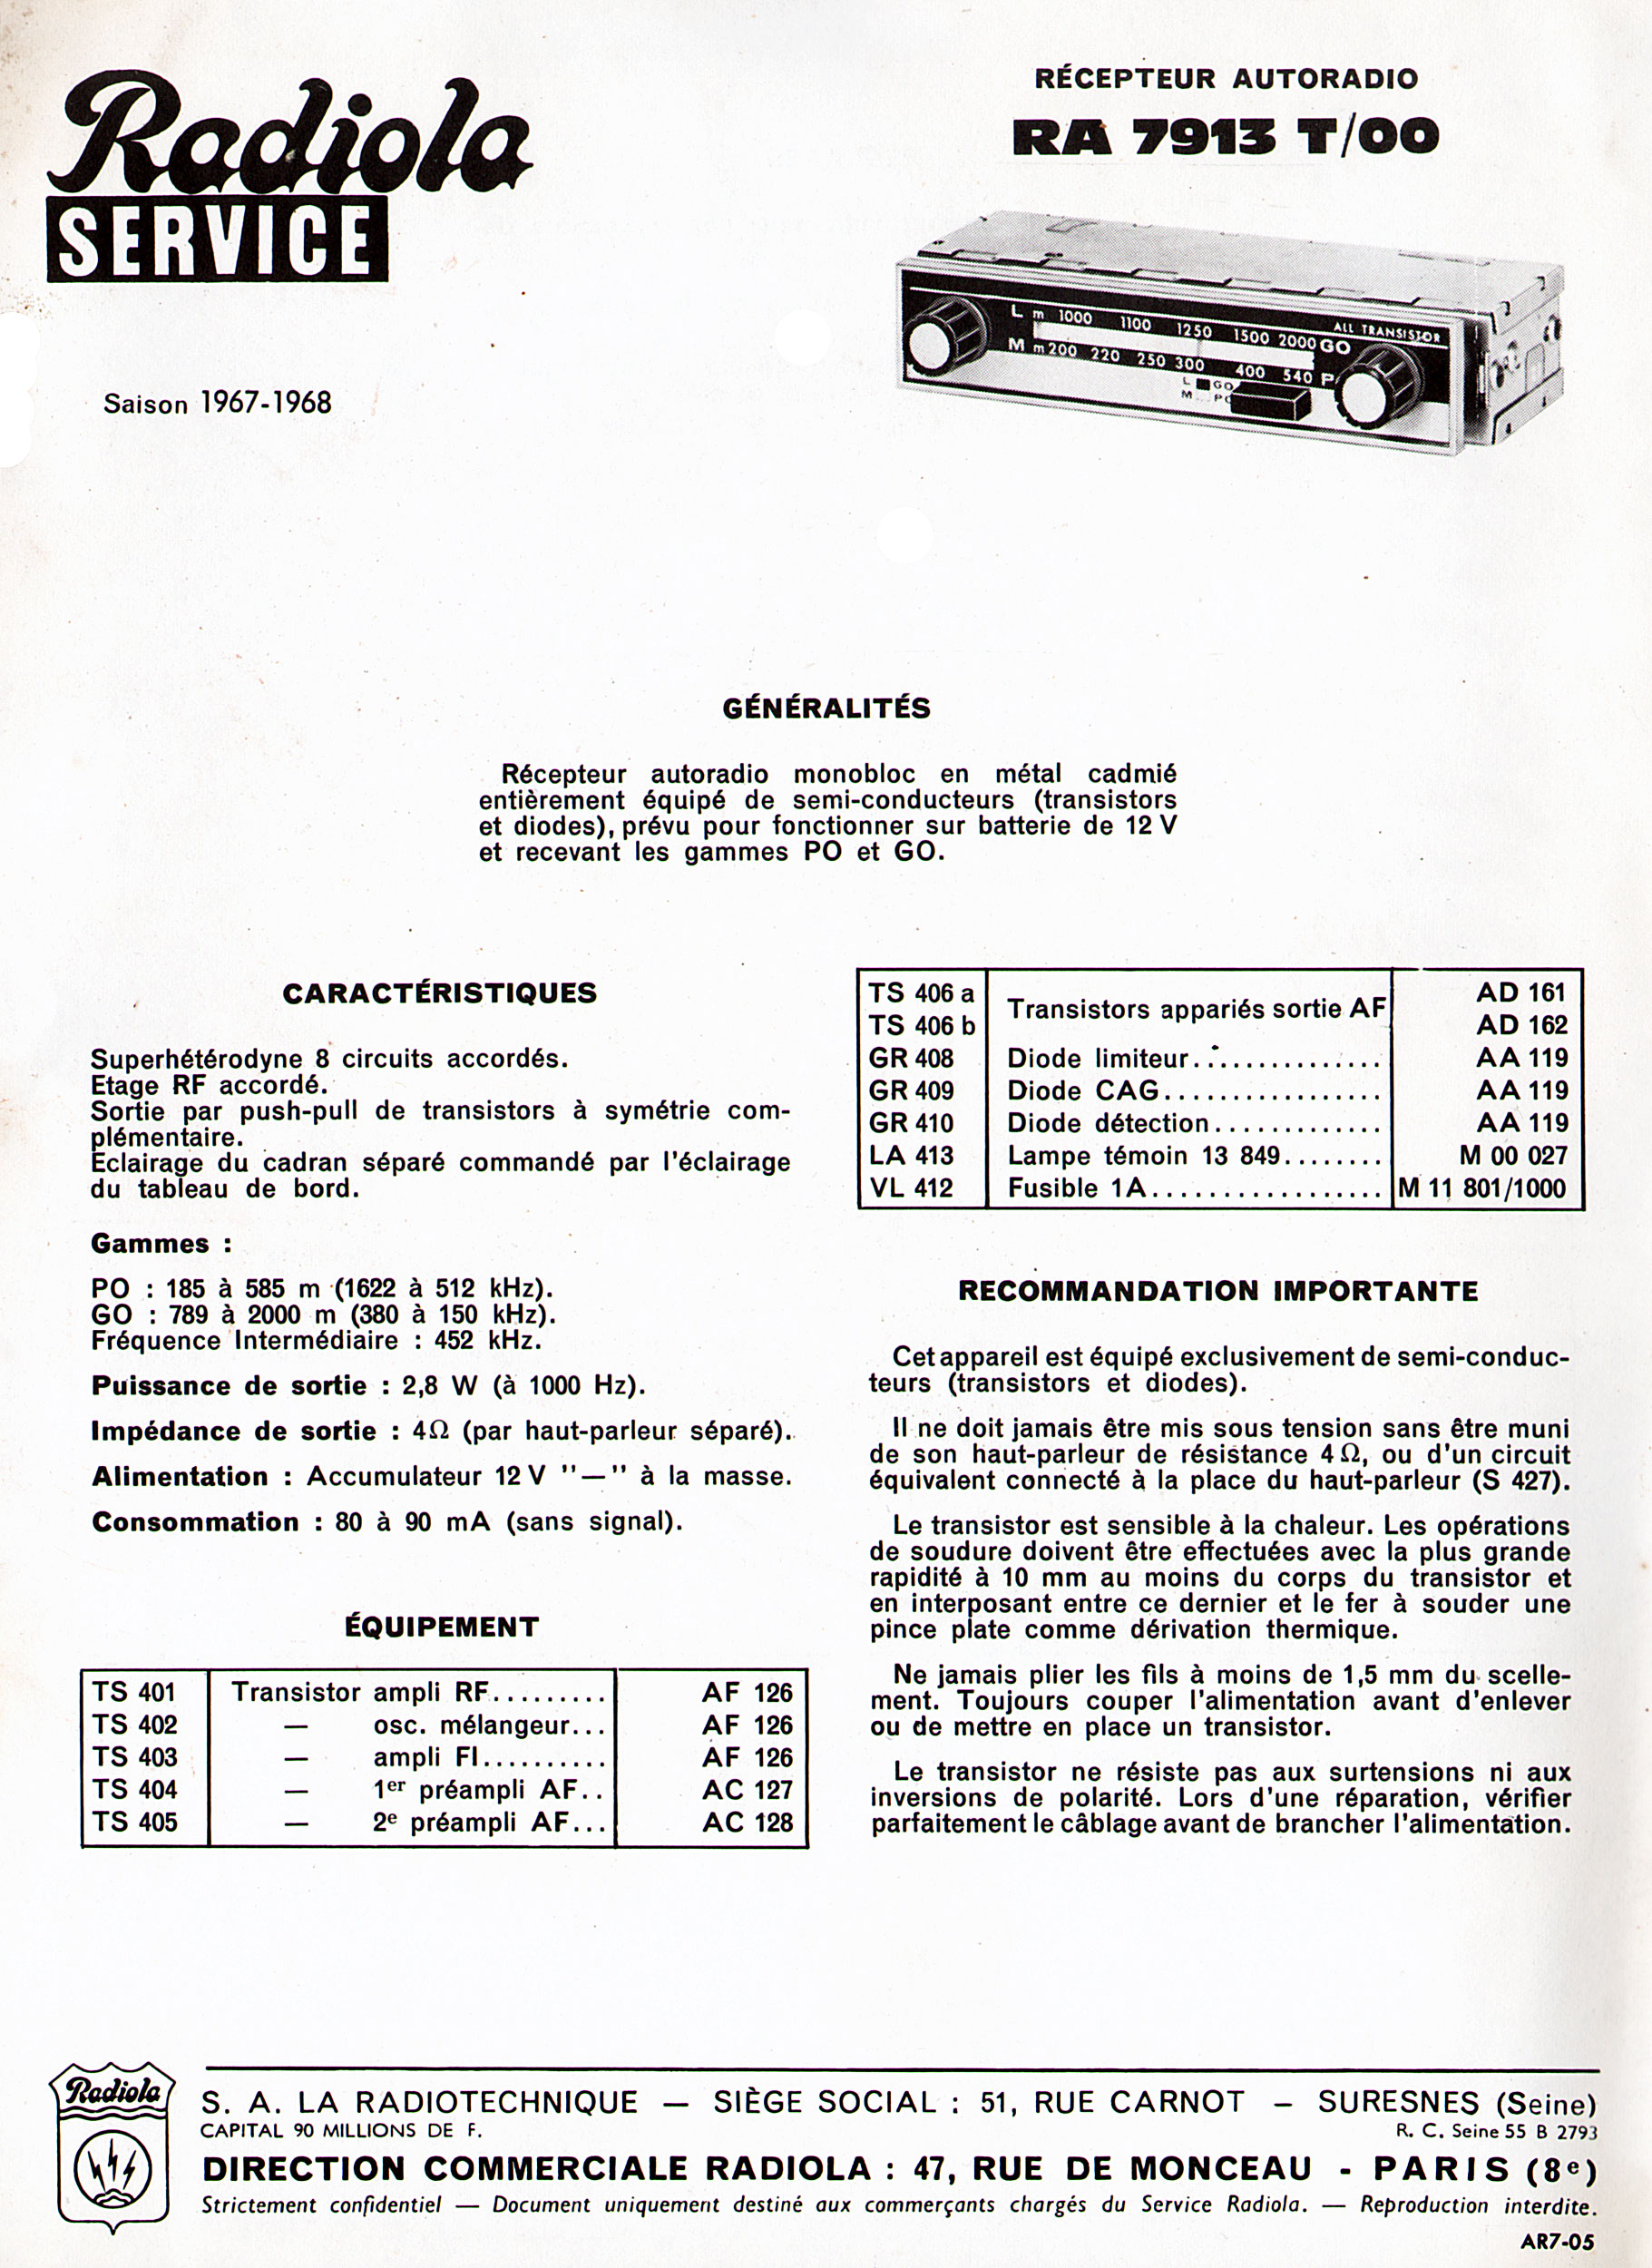 Radiola
SERVICE
RÉCEPTEUR AUTORADIO
RA 7913 T/00
L m 1000 1100 1250 1500 2000 GO
ALL TRANSISTOR
M m 200 220 250 300 400 540 P
L GO
M PO
Saison 1967-1968
GÉNÉRALITÉS
Récepteur autoradio monobloc en métal cadmié
entièrement équipé de semi-conducteurs (transistors
et diodes), prévu pour fonctionner sur batterie de 12 V
et recevant les gammes PO et GO.
CARACTÉRISTIQUES
Superhétérodyne 8 circuits accordés.
Etage RF accordé.
Sortie par push-pull de transistors à symétrie com-
plémentaire.
Eclairage du cadran séparé commandé par l'éclairage
du tableau de bord.
Gammes :
PO : 185 à 585 m (1622 à 512 kHz).
GO : 789 à 2000 m (380 à 150 kHz).
Fréquence Intermédiaire : 452 kHz.
Puissance de sortie : 2,8 W (à 1000 Hz).
Impédance de sortie : 4Ω (par haut-parleur séparé).
Alimentation : Accumulateur 12 V "—" à la masse.
Consommation : 80 à 90 mA (sans signal).
ÉQUIPEMENT
TS 401 Transistor ampli RF......... AF 126
TS 402 — osc. mélangeur... AF 126
TS 403 — ampli FI.......... AF 126
TS 404 — 1er préampli AF.. AC 127
TS 405 — 2e préampli AF... AC 128
TS 406 a Transistors appariés sortie AF AD 161
TS 406 b AD 162
GR 408 Diode limiteur............... AA 119
GR 409 Diode CAG................. AA 119
GR 410 Diode détection............. AA 119
LA 413 Lampe témoin 13 849........ M 00 027
VL 412 Fusible 1A.................. M 11 801/1000
RECOMMANDATION IMPORTANTE
Cet appareil est équipé exclusivement de semi-conduc-
teurs (transistors et diodes).
Il ne doit jamais être mis sous tension sans être muni
de son haut-parleur de résistance 4 Ω, ou d'un circuit
équivalent connecté à la place du haut-parleur (S 427).
Le transistor est sensible à la chaleur. Les opérations
de soudure doivent être effectuées avec la plus grande
rapidité à 10 mm au moins du corps du transistor et
en interposant entre ce dernier et le fer à souder une
pince plate comme dérivation thermique.
Ne jamais plier les fils à moins de 1,5 mm du scelle-
ment. Toujours couper l'alimentation avant d'enlever
ou de mettre en place un transistor.
Le transistor ne résiste pas aux surtensions ni aux
inversions de polarité. Lors d'une réparation, vérifier
parfaitement le câblage avant de brancher l'alimentation.
Radiola
S. A. LA RADIOTECHNIQUE — SIÈGE SOCIAL : 51, RUE CARNOT — SURESNES (Seine)
CAPITAL 90 MILLIONS DE F. R. C. Seine 55 B 2793
DIRECTION COMMERCIALE RADIOLA : 47, RUE DE MONCEAU - PARIS (8e)
Strictement confidentiel — Document uniquement destiné aux commerçants chargés du Service Radiola. — Reproduction interdite.
AR7-05